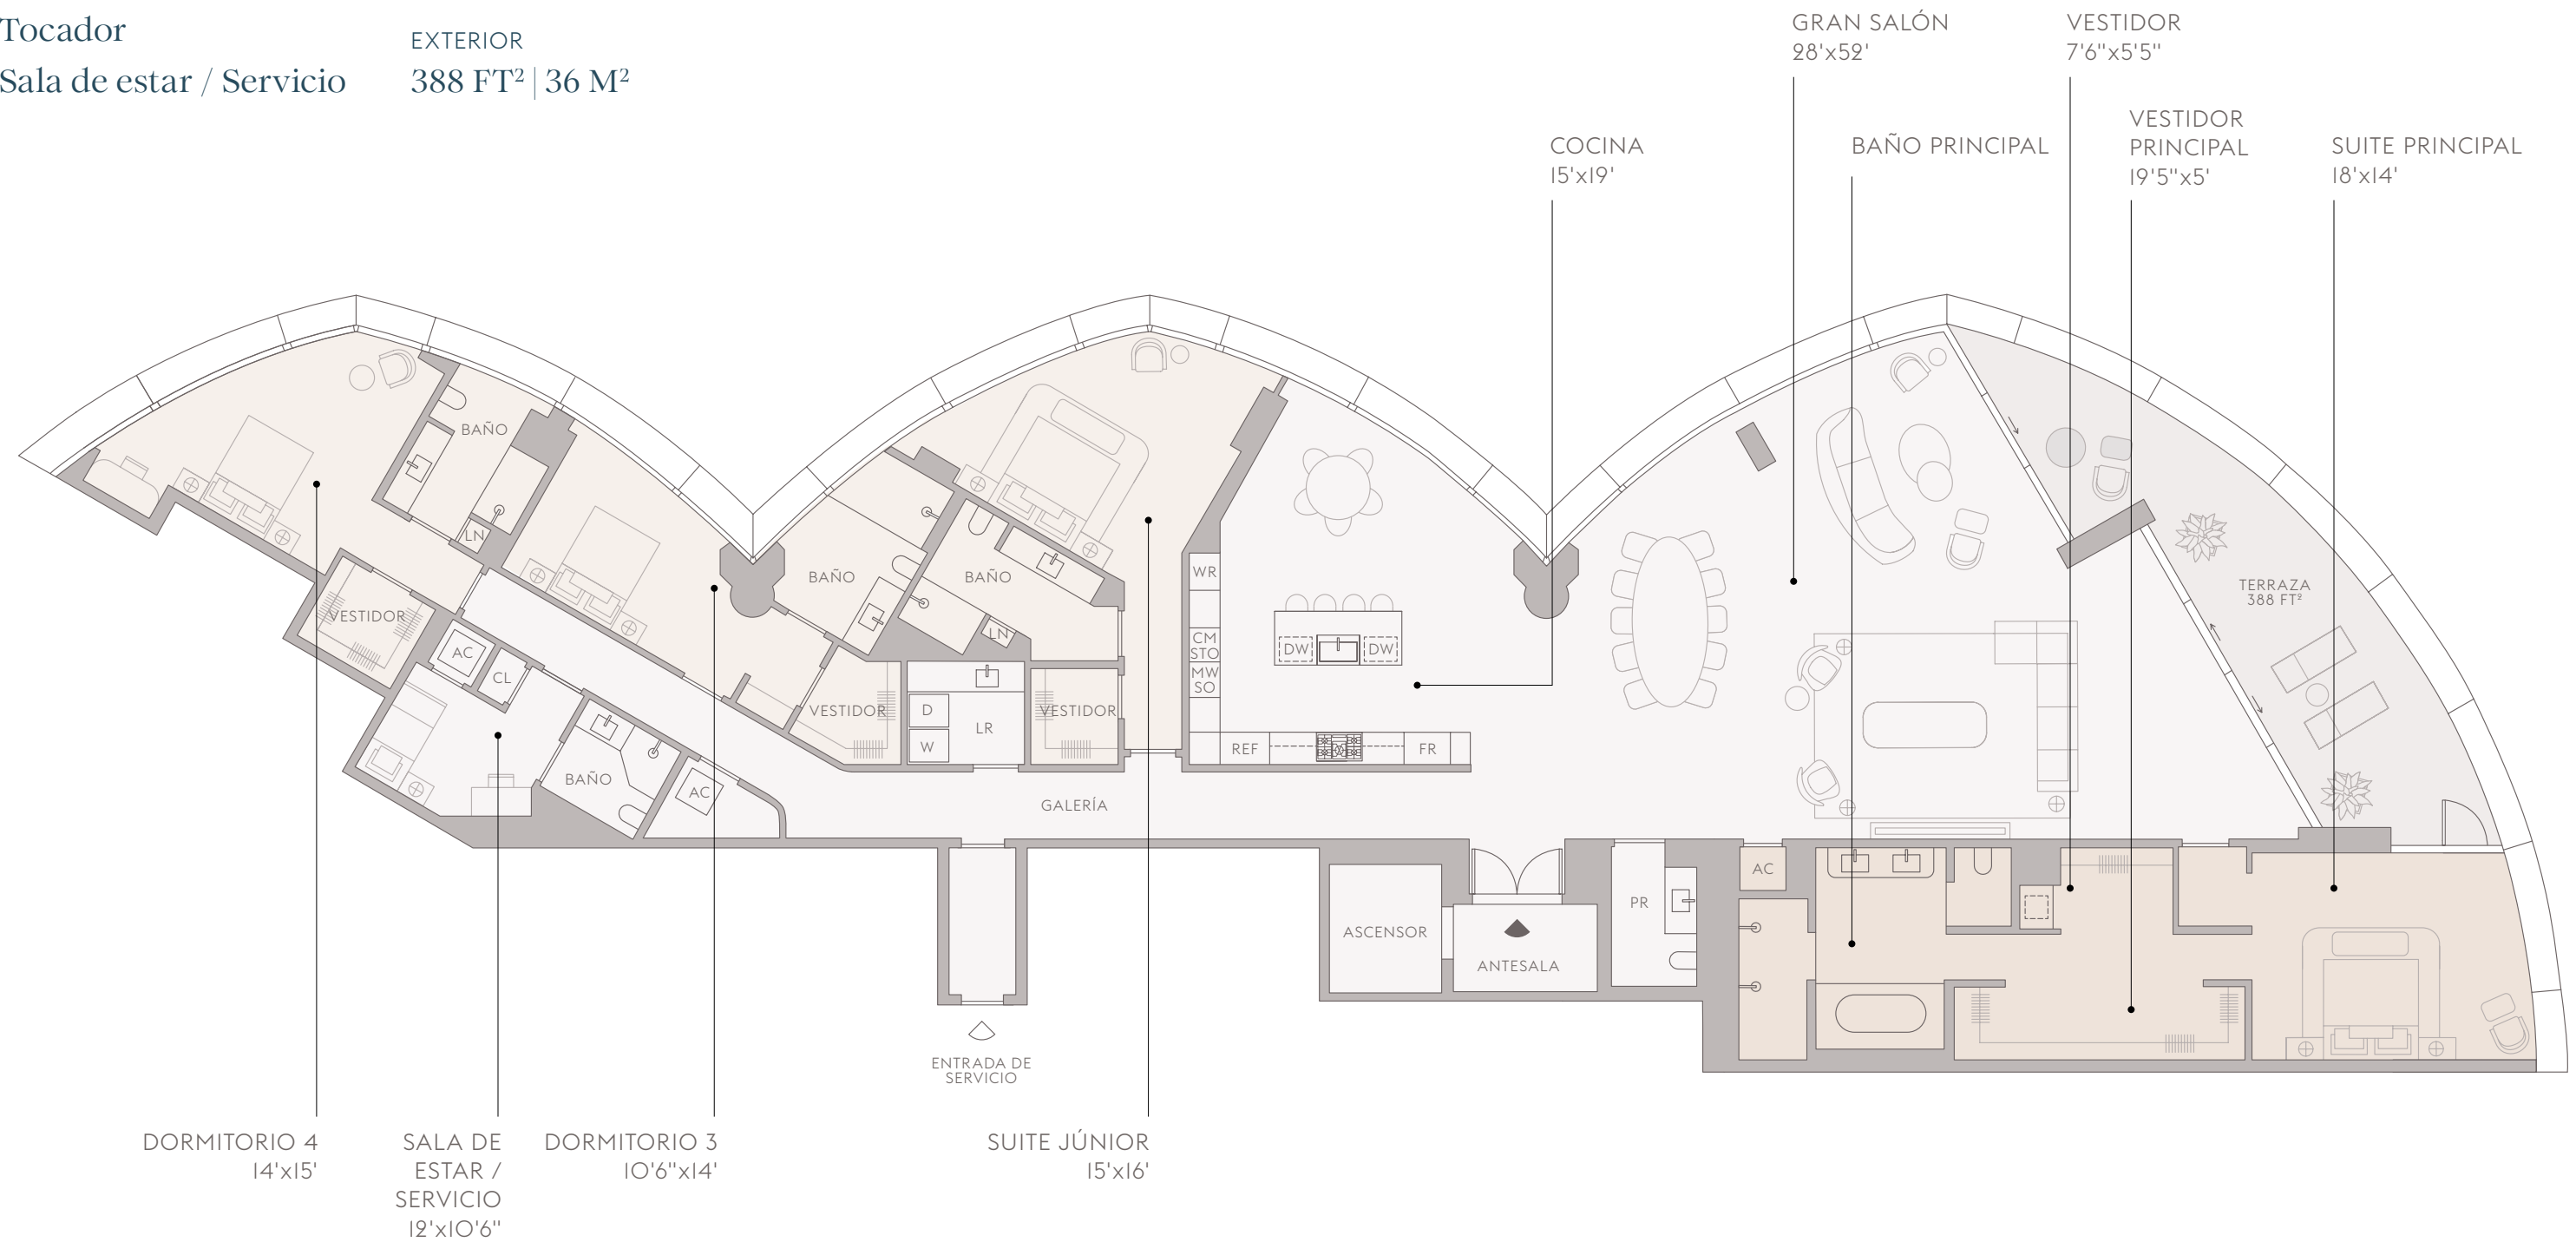 Tocador
Sala de estar / Servicio
EXTERIOR
388 FT² | 36 M²
GRAN SALÓN
28'x52'
VESTIDOR
7'6"x5'5"
COCINA
15'x19'
BAÑO PRINCIPAL
VESTIDOR
PRINCIPAL
19'5"x5'
SUITE PRINCIPAL
18'x14'
BAÑO
LN
VESTIDOR
AC
CL
BAÑO
AC
BAÑO
VESTIDOR
BAÑO
LN
D
W
LR
VESTIDOR
WR
CM
STO
MW
SO
DW
DW
REF
FR
GALERÍA
TERRAZA
388 FT²
AC
PR
ASCENSOR
ANTESALA
ENTRADA DE
SERVICIO
DORMITORIO 4
14'x15'
SALA DE
ESTAR /
SERVICIO
12'x10'6"
DORMITORIO 3
10'6"x14'
SUITE JÚNIOR
15'x16'